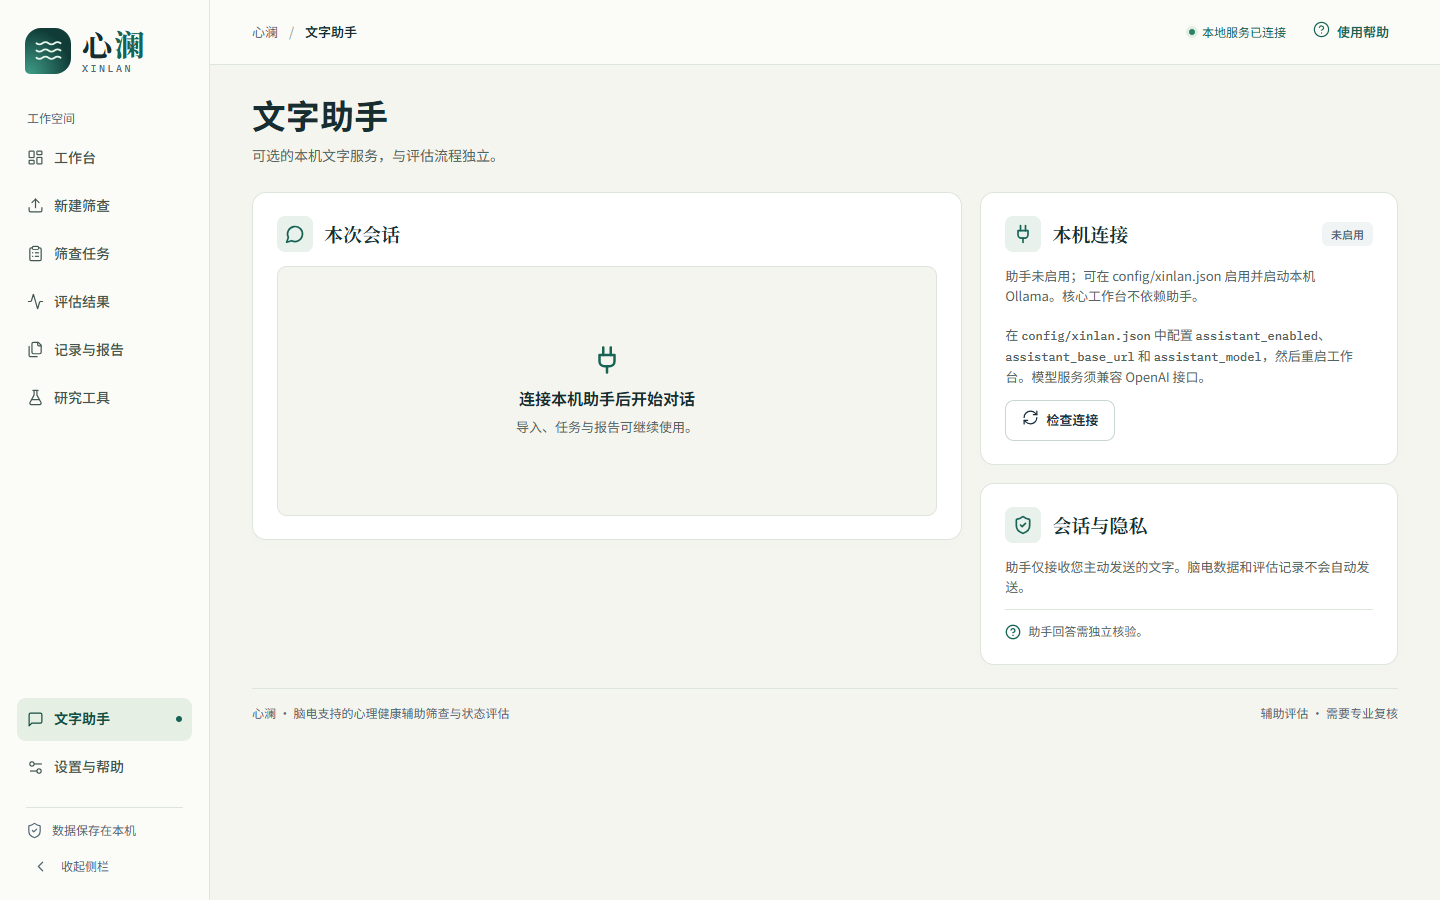 心澜
XINLAN
工作空间
工作台
新建筛查
筛查任务
评估结果
记录与报告
研究工具
文字助手
设置与帮助
数据保存在本机
收起侧栏
心澜 / 文字助手
本地服务已连接
使用帮助
文字助手
可选的本机文字服务，与评估流程独立。
本次会话
连接本机助手后开始对话
导入、任务与报告可继续使用。
本机连接
未启用
助手未启用；可在 config/xinlan.json 启用并启动本机
Ollama。核心工作台不依赖助手。
在 config/xinlan.json 中配置 assistant_enabled、
assistant_base_url 和 assistant_model，然后重启工作
台。模型服务须兼容 OpenAI 接口。
检查连接
会话与隐私
助手仅接收您主动发送的文字。脑电数据和评估记录不会自动发
送。
助手回答需独立核验。
心澜 · 脑电支持的心理健康辅助筛查与状态评估
辅助评估 · 需要专业复核